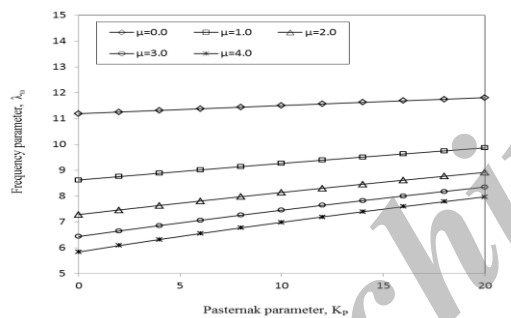 15
14
13
12
11
10
9
8
7
6
5
μ=0.0 μ=1.0 μ=2.0
μ=3.0 μ=4.0
Frequency parameter, λ
0 5 10 15 20
Pasternak parameter, KP
chi